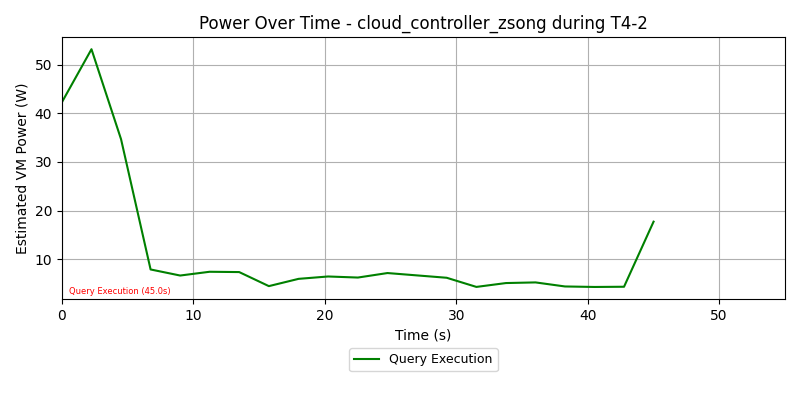 Power Over Time - cloud_controller_zsong during T4-2
Estimated VM Power (W)
50
40
30
20
10
Query Execution (45.0s)
0 10 20 30 40 50
Time (s)
Query Execution